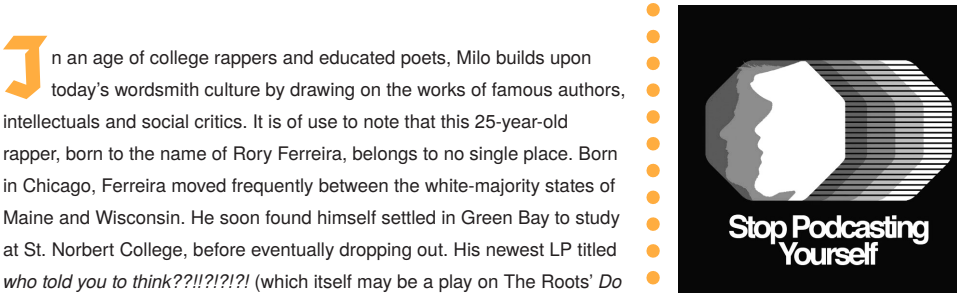 In an age of college rappers and educated poets, Milo builds upon
today's wordsmith culture by drawing on the works of famous authors,
intellectuals and social critics. It is of use to note that this 25-year-old
rapper, born to the name of Rory Ferreira, belongs to no single place. Born
in Chicago, Ferreira moved frequently between the white-majority states of
Maine and Wisconsin. He soon found himself settled in Green Bay to study
at St. Norbert College, before eventually dropping out. His newest LP titled
who told you to think??!!?!?!?! (which itself may be a play on The Roots' Do
Stop Podcasting
Yourself